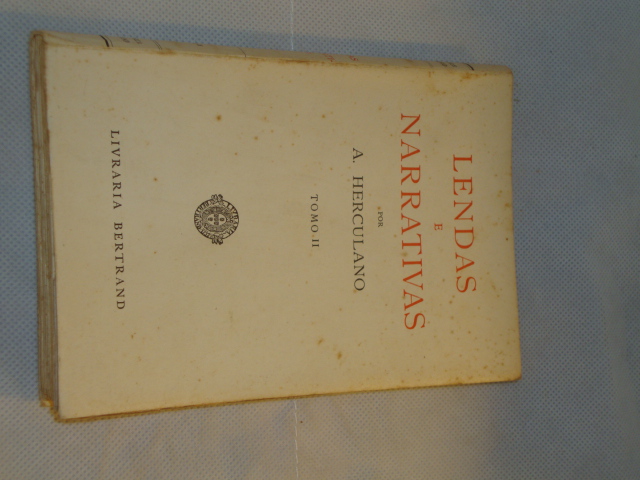 LENDAS
E
NARRATIVAS
POR
A. HERCULANO
TOMO II
LIVRARIA BERTRAND